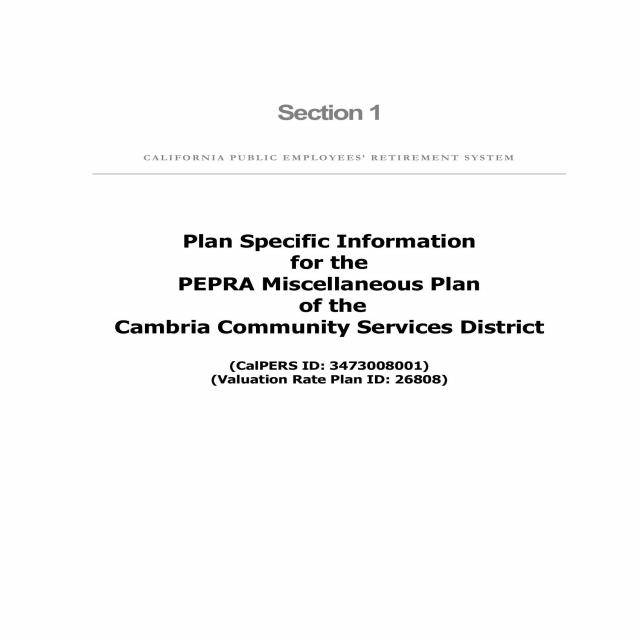 Section 1
CALIFORNIA PUBLIC EMPLOYEES' RETIREMENT SYSTEM
Plan Specific Information
for the
PEPRA Miscellaneous Plan
of the
Cambria Community Services District
(CalPERS ID: 3473008001)
(Valuation Rate Plan ID: 26808)